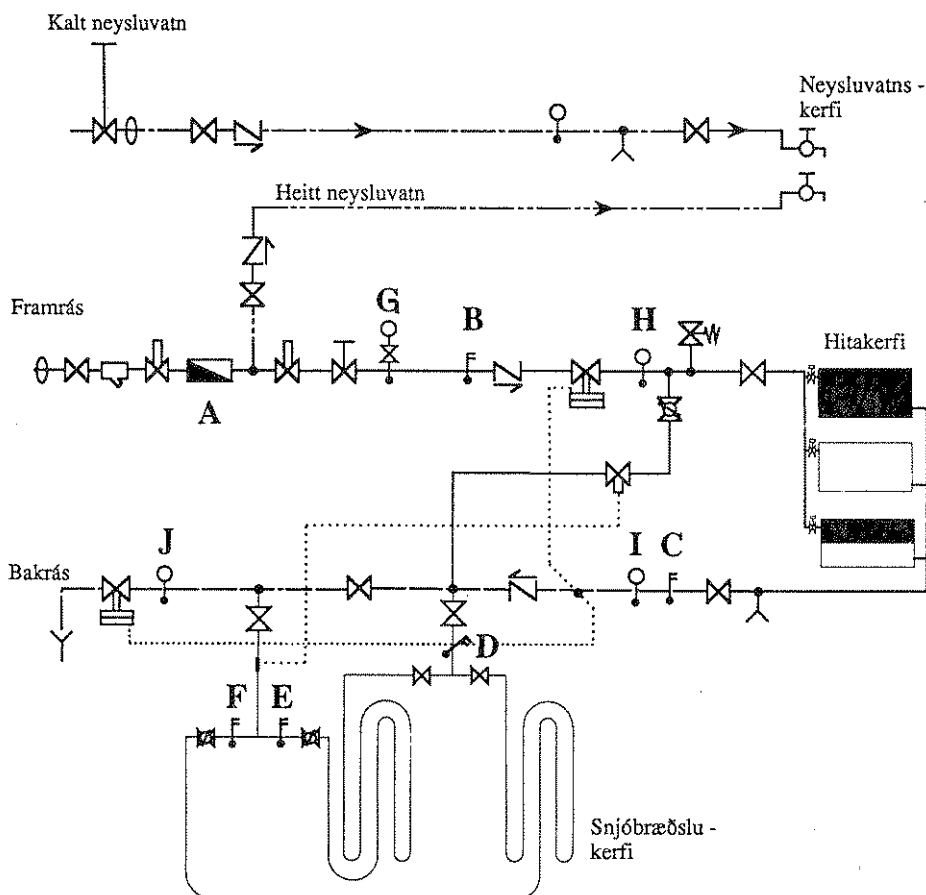 Kalt neysluvatn
Neysluvatns -
kerfi
Heitt neysluvatn
Framrás
G
B
H
Hitakerfi
A
J
I
C
Bakrás
D
F
E
Snjóbræðslu -
kerfi